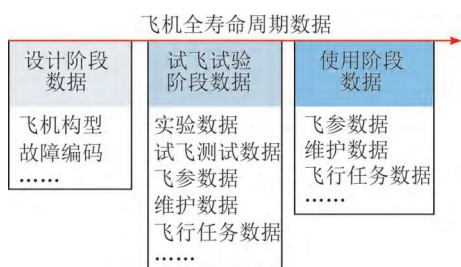 飞机全寿命周期数据
设计阶段
数据
飞机构型
故障编码
……
试飞试验
阶段数据
实验数据
试飞测试数据
飞参数据
维护数据
飞行任务数据
……
使用阶段
数据
飞参数据
维护数据
飞行任务数据
……